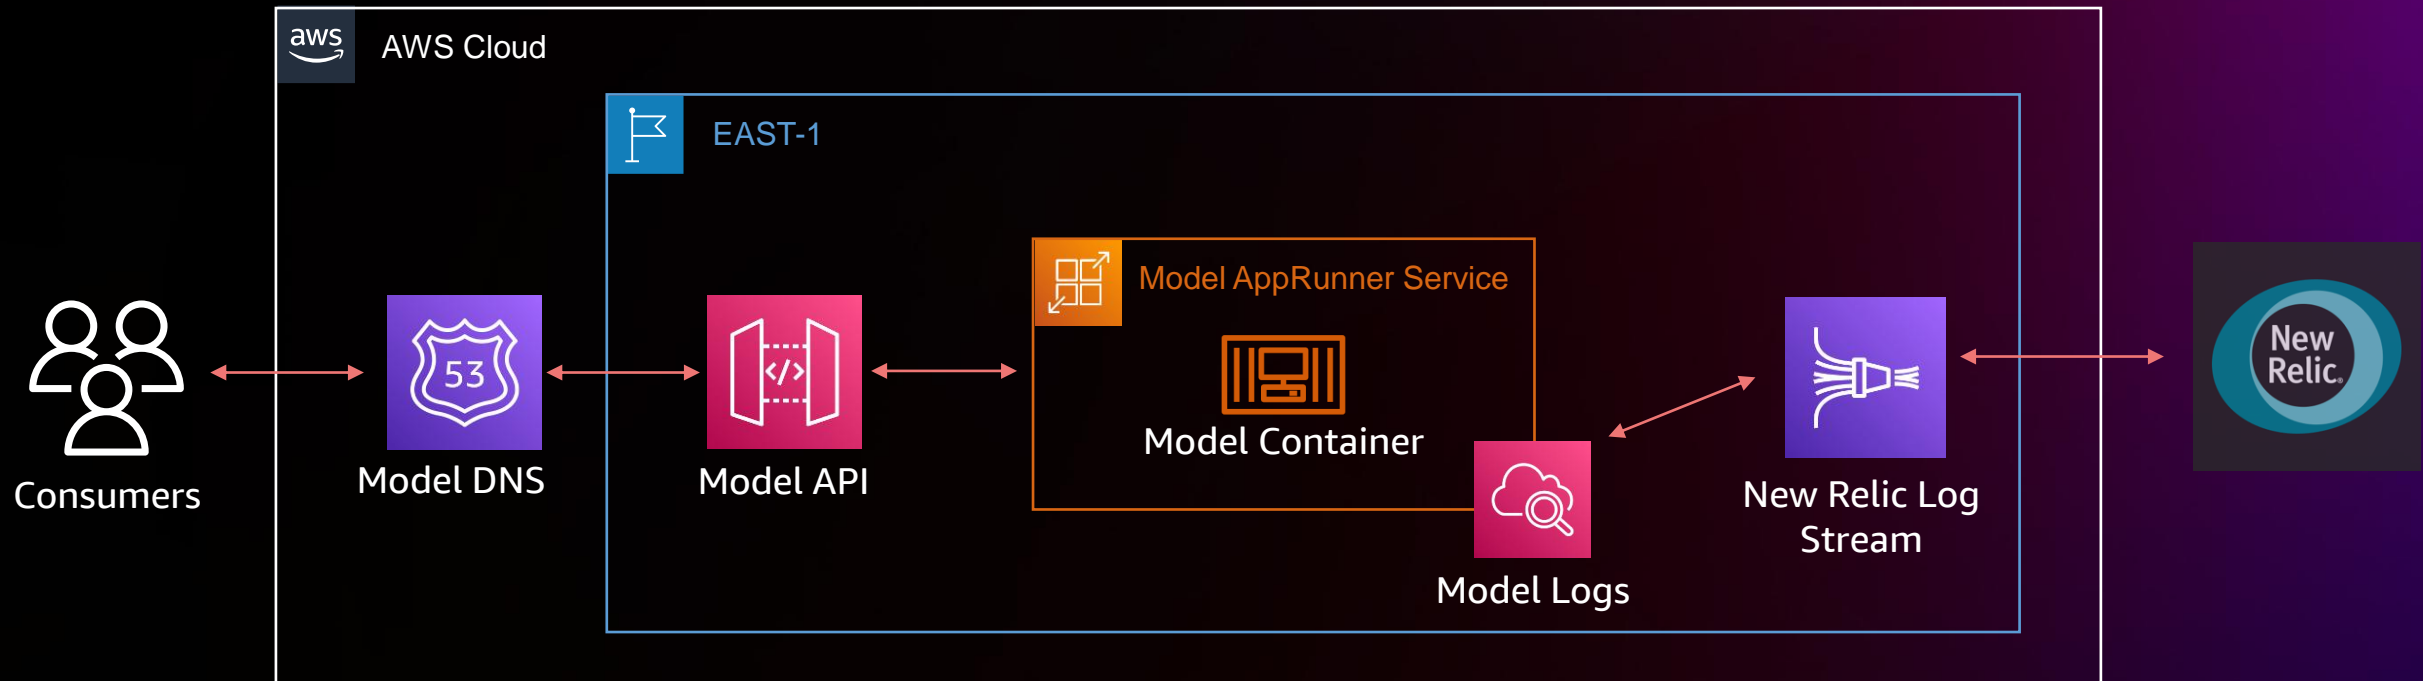 aws
AWS Cloud
EAST-1
Model AppRunner Service
53
</>
New
Relic.
Model Container
Model DNS
Model API
Consumers
New Relic Log
Stream
Model Logs